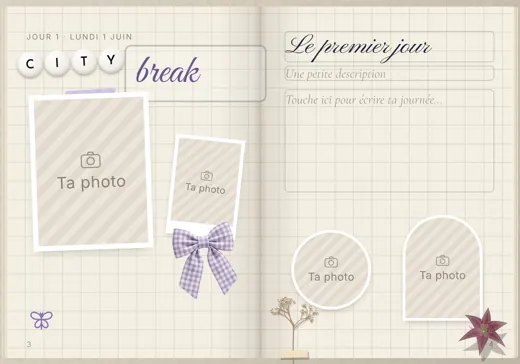 JOUR 1 · LUNDI 1 JUIN
CITY
break
Ta photo
Ta photo
3
Le premier jour
Une petite description
Touche ici pour écrire ta journée...
Ta photo
Ta photo